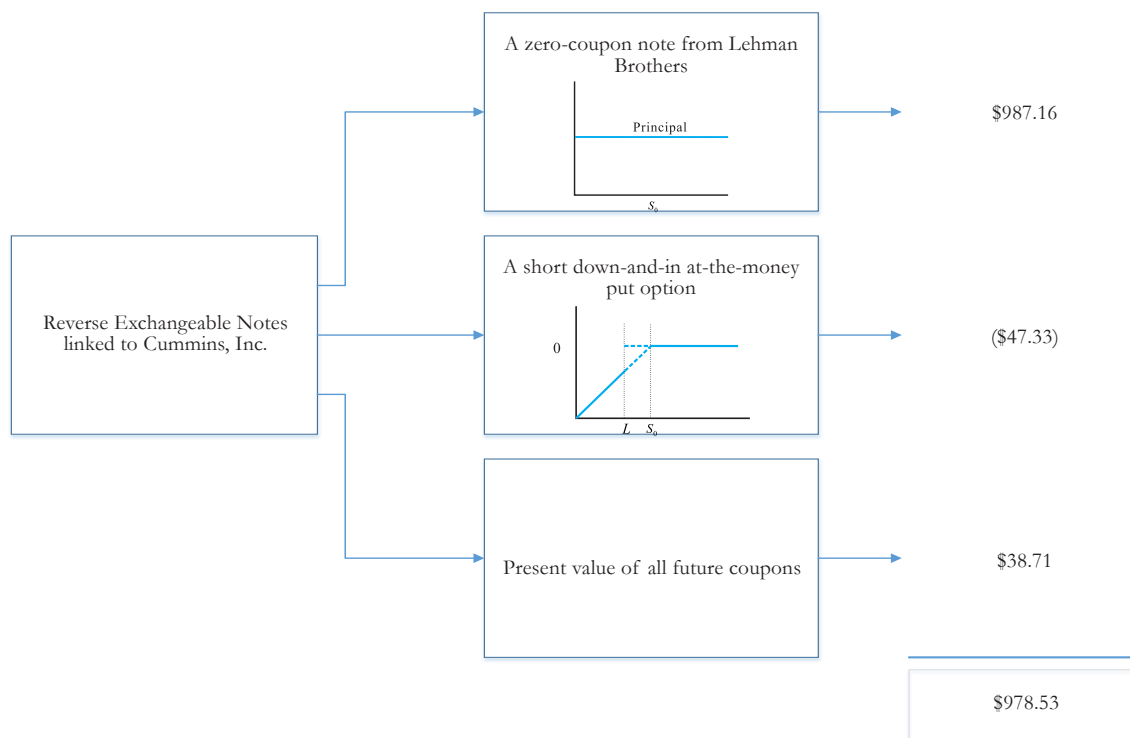 A zero-coupon note from Lehman
Brothers
Principal
S₀
$987.16
Reverse Exchangeable Notes
linked to Cummins, Inc.
A short down-and-in at-the-money
put option
0
L S₀
($47.33)
Present value of all future coupons
$38.71
$978.53